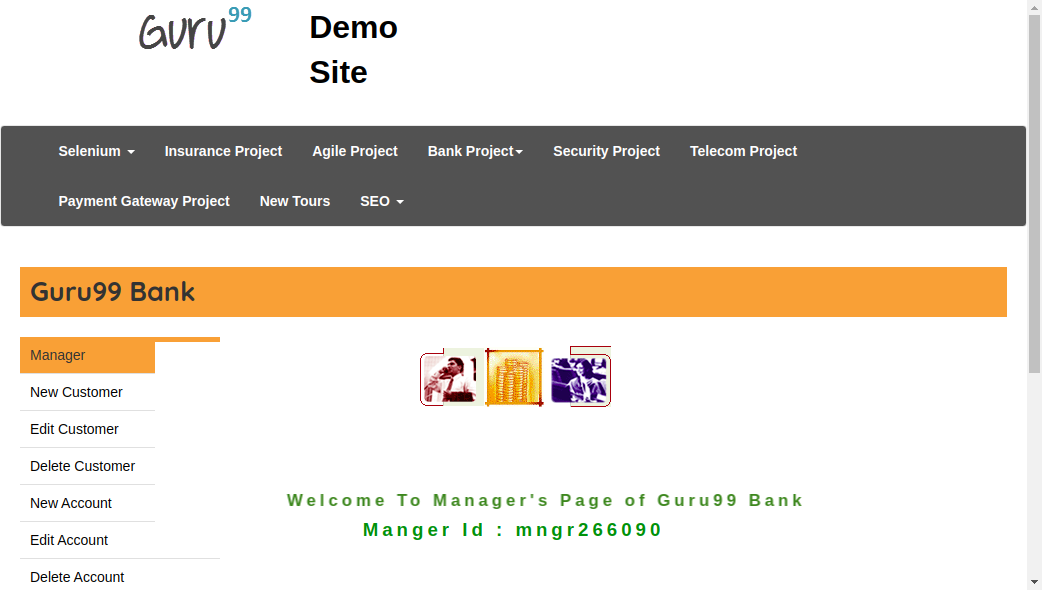 Guru99
Demo
Site
Selenium
Insurance Project
Agile Project
Bank Project
Security Project
Telecom Project
Payment Gateway Project
New Tours
SEO
Guru99 Bank
Manager
New Customer
Edit Customer
Delete Customer
New Account
Edit Account
Delete Account
Welcome To Manager's Page of Guru99 Bank
Manger Id : mngr266090